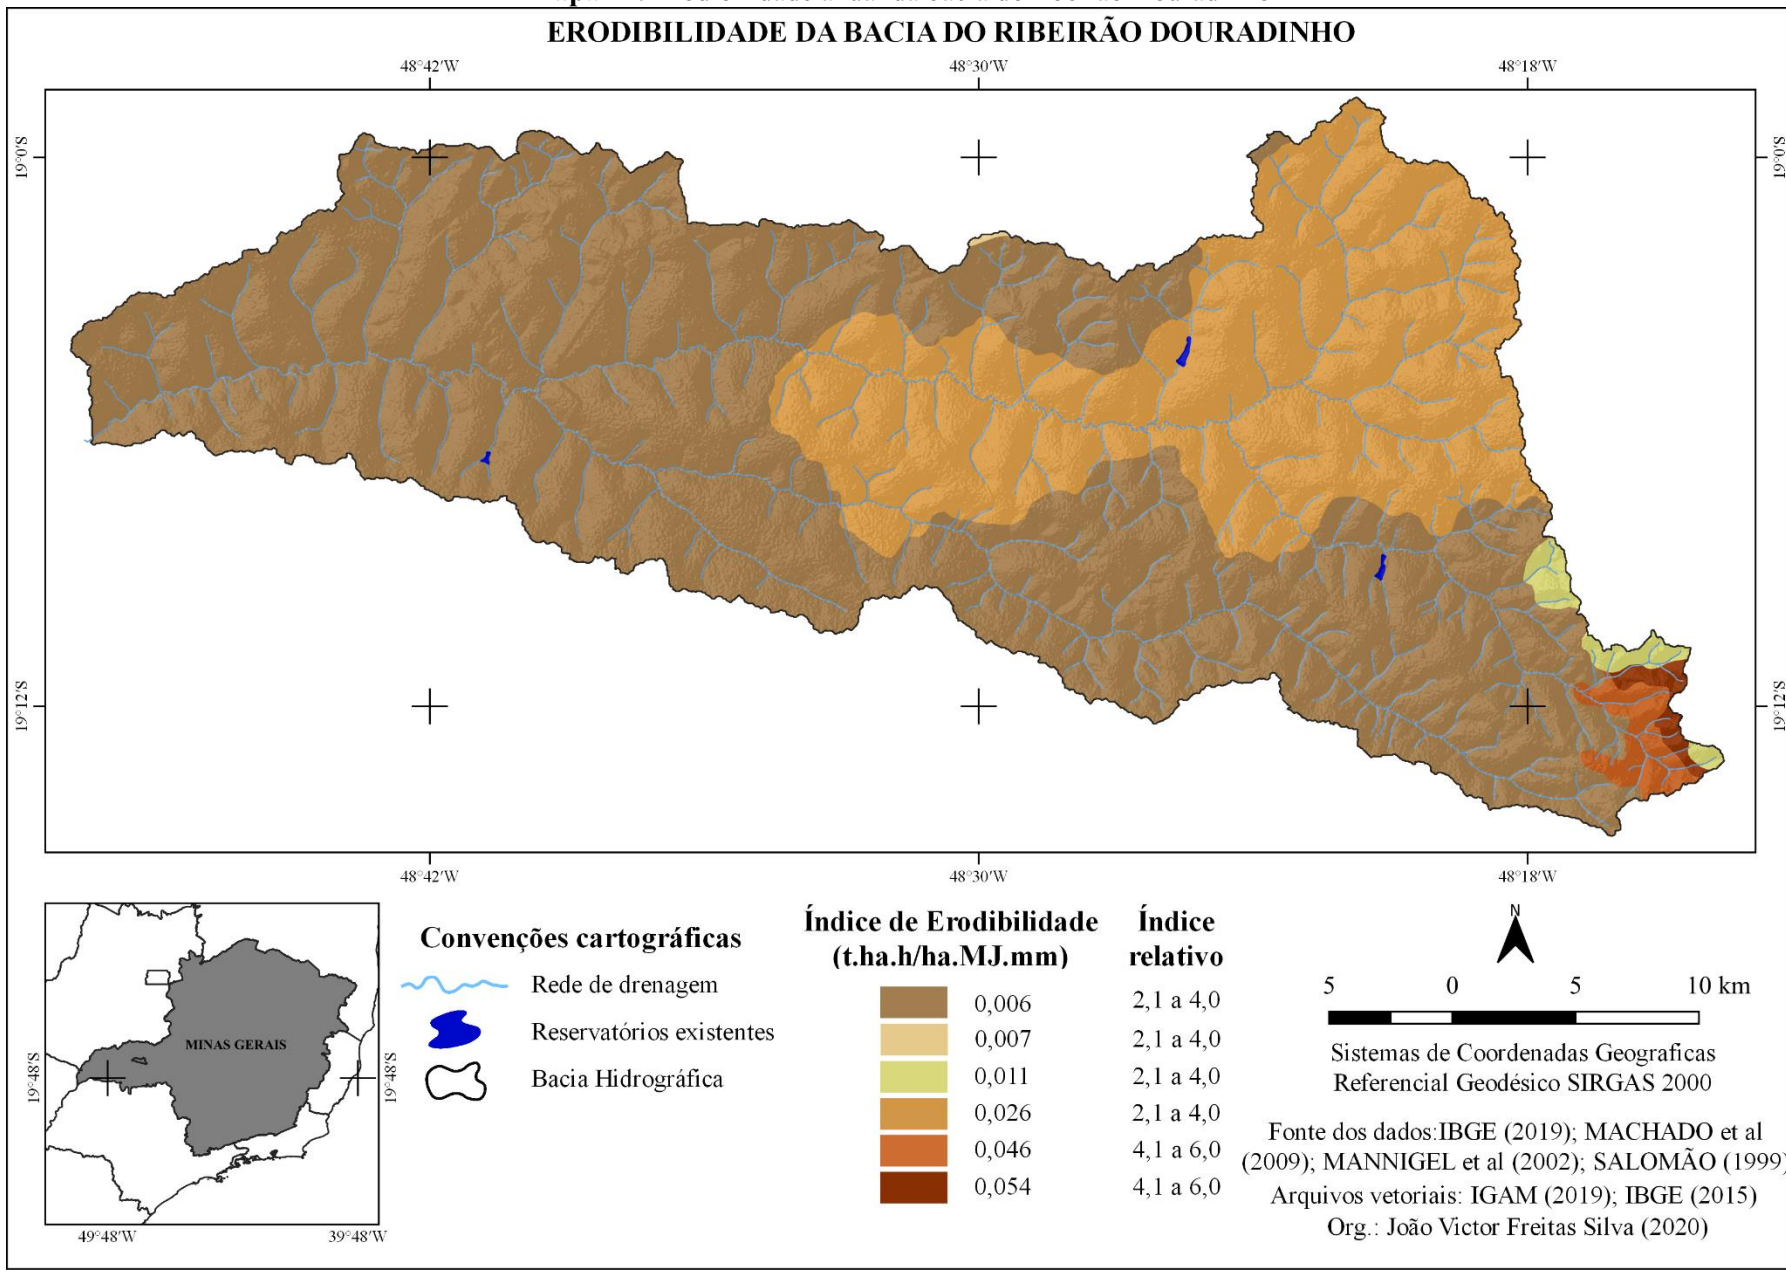 ERODIBILIDADE DA BACIA DO RIBEIRÃO DOURADINHO
48°42'W 48°30'W 48°18'W
19°0'S 19°0'S
19°12'S 19°12'S
48°42'W 48°30'W 48°18'W
MINAS GERAIS
19°48'S 19°48'S
49°48'W 39°48'W
Convenções cartográficas
Rede de drenagem
Reservatórios existentes
Bacia Hidrográfica
Índice de Erodibilidade Índice
(t.ha.h/ha.MJ.mm) relativo
0,006 2,1 a 4,0
0,007 2,1 a 4,0
0,011 2,1 a 4,0
0,026 2,1 a 4,0
0,046 4,1 a 6,0
0,054 4,1 a 6,0
N
5 0 5 10 km
Sistemas de Coordenadas Geograficas
Referencial Geodésico SIRGAS 2000
Fonte dos dados:IBGE (2019); MACHADO et al
(2009); MANNIGEL et al (2002); SALOMÃO (1999)
Arquivos vetoriais: IGAM (2019); IBGE (2015)
Org.: João Victor Freitas Silva (2020)